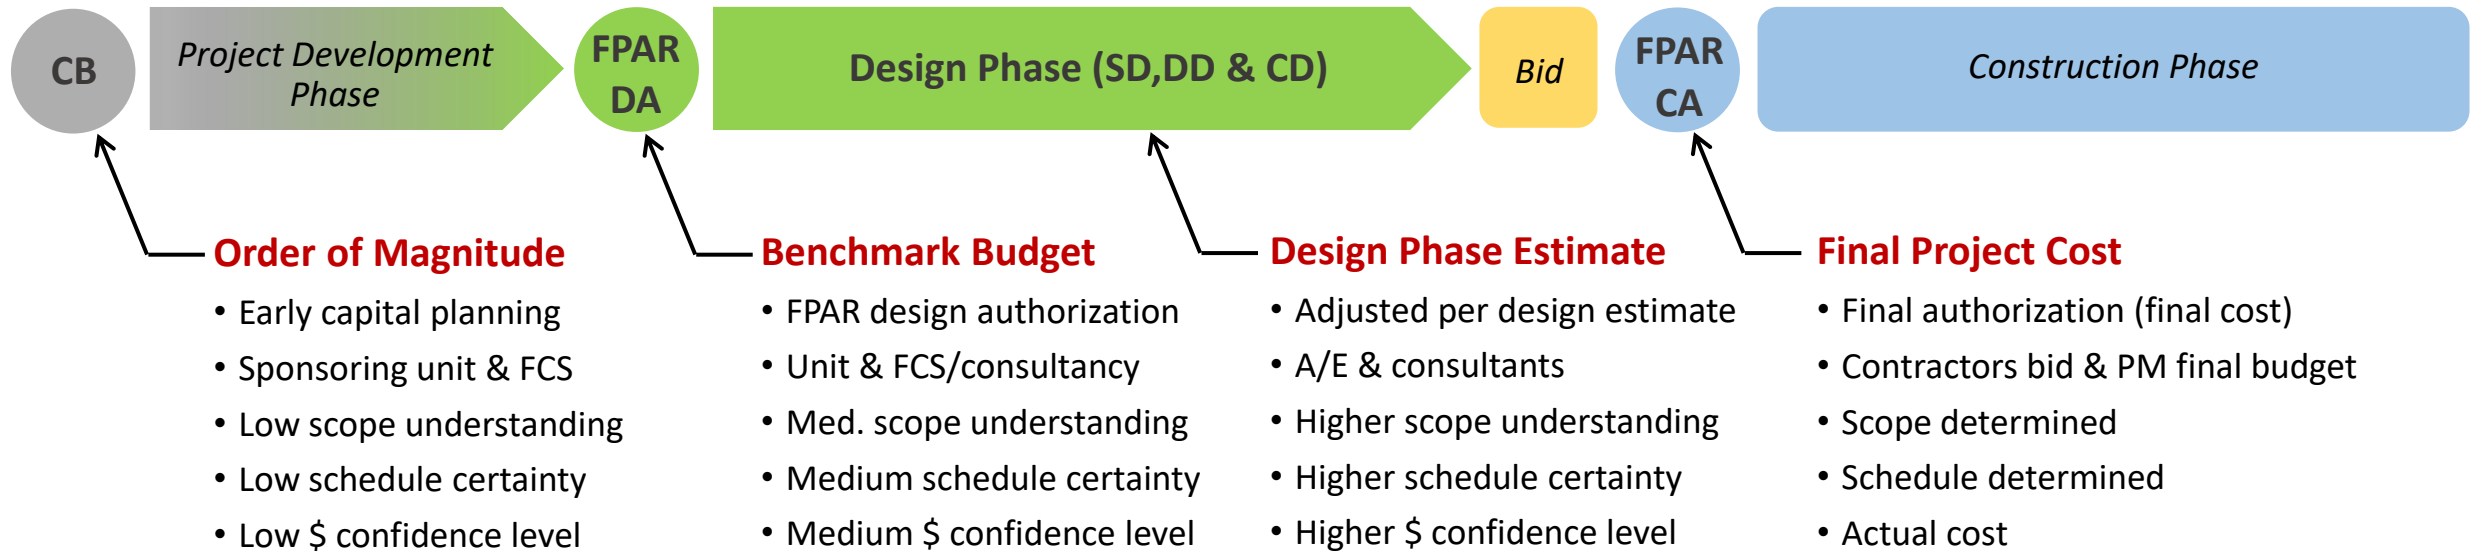 CB
Project Development
Phase
FPAR
DA
Design Phase (SD,DD & CD)
Bid
FPAR
CA
Construction Phase
Order of Magnitude
• Early capital planning
• Sponsoring unit & FCS
• Low scope understanding
• Low schedule certainty
• Low $ confidence level
Benchmark Budget
• FPAR design authorization
• Unit & FCS/consultancy
• Med. scope understanding
• Medium schedule certainty
• Medium $ confidence level
Design Phase Estimate
• Adjusted per design estimate
• A/E & consultants
• Higher scope understanding
• Higher schedule certainty
• Higher $ confidence level
Final Project Cost
• Final authorization (final cost)
• Contractors bid & PM final budget
• Scope determined
• Schedule determined
• Actual cost